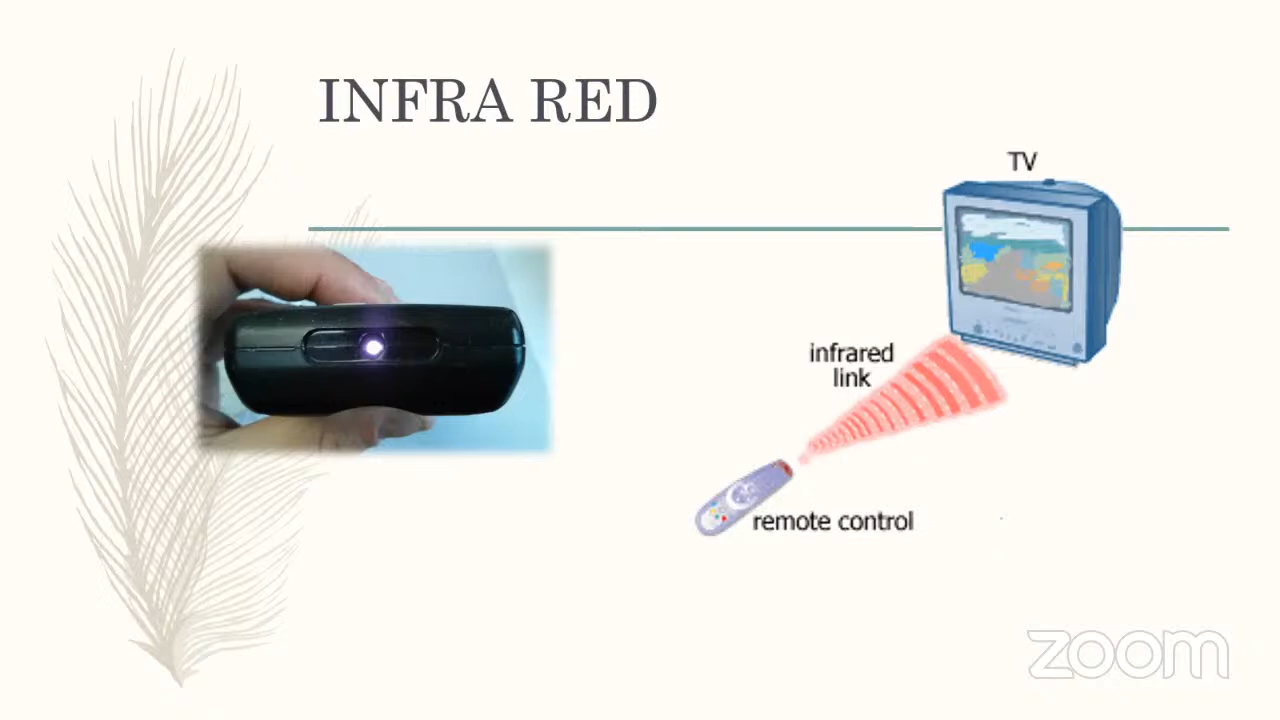 INFRA RED
TV
infrared
link
remote control
zoom